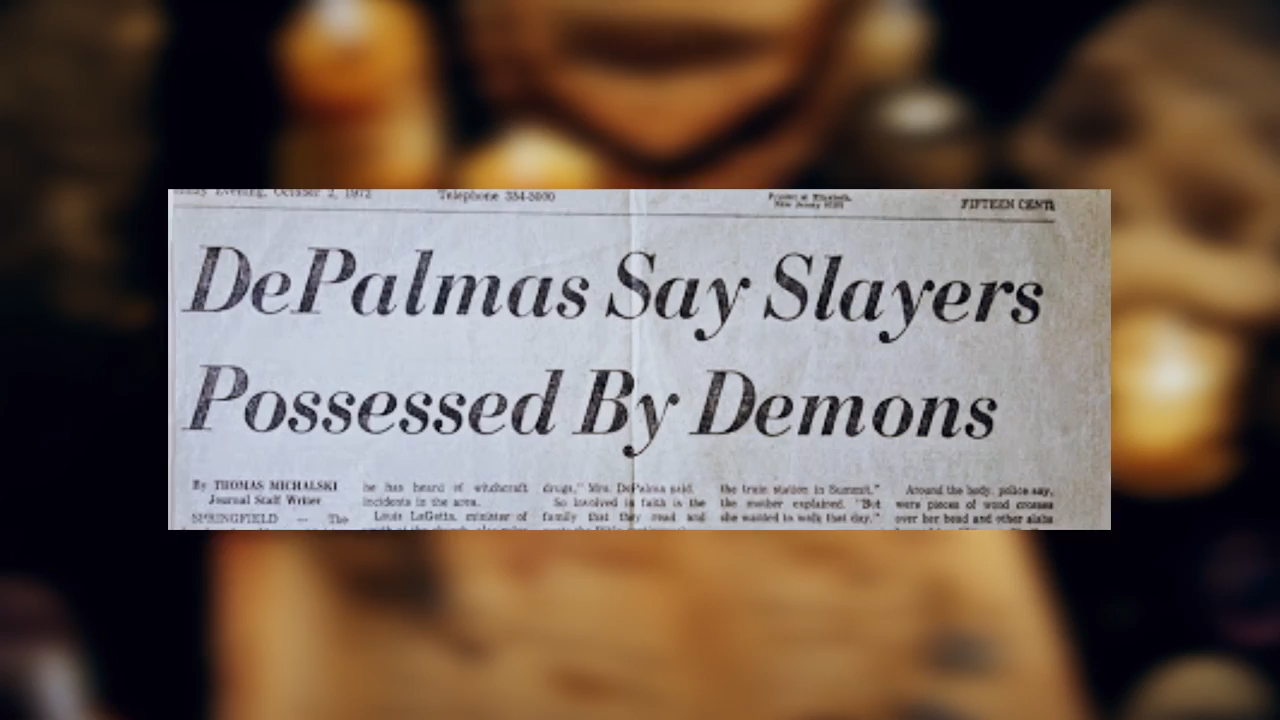 Evening, October 2, 1972
Telephone 354-5000
FIFTEEN CENTS
DePalmas Say Slayers
Possessed By Demons
By THOMAS MICHALSKI
Journal Staff Writer
SPRINGFIELD — The
he has heard of witchcraft
incidents in the area.
Louis LoGetta, minister of
drugs," Mrs. DePalma said.
So involved is faith in the
family that they read and
the train station in Summit,"
the mother explained. "But
she wanted to walk that day."
Around the body, police say,
were pieces of wood crosses
over her head and other slabs